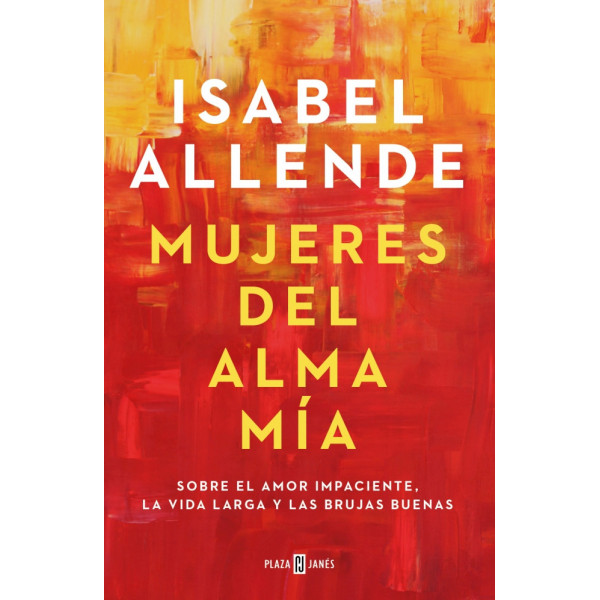 ISABEL
ALLENDE
MUJERES
DEL
ALMA
MÍA
SOBRE EL AMOR IMPACIENTE,
LA VIDA LARGA Y LAS BRUJAS BUENAS
PLAZA JANÉS